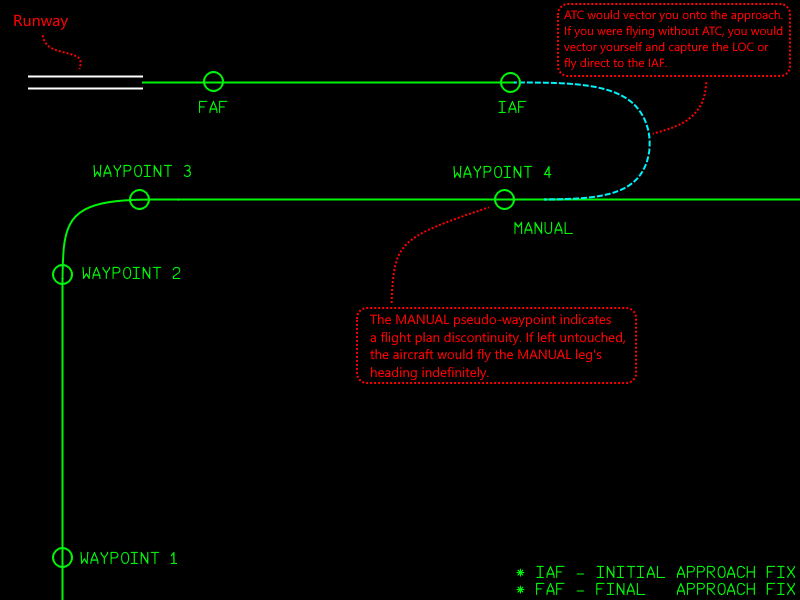 Runway
ATC would vector you onto the approach.
If you were flying without ATC, you would
vector yourself and capture the LOC or
fly direct to the IAF.
FAF
IAF
WAYPOINT 3
WAYPOINT 4
MANUAL
WAYPOINT 2
The MANUAL pseudo-waypoint indicates
a flight plan discontinuity. If left untouched,
the aircraft would fly the MANUAL leg's
heading indefinitely.
WAYPOINT 1
* IAF - INITIAL APPROACH FIX
* FAF - FINAL APPROACH FIX